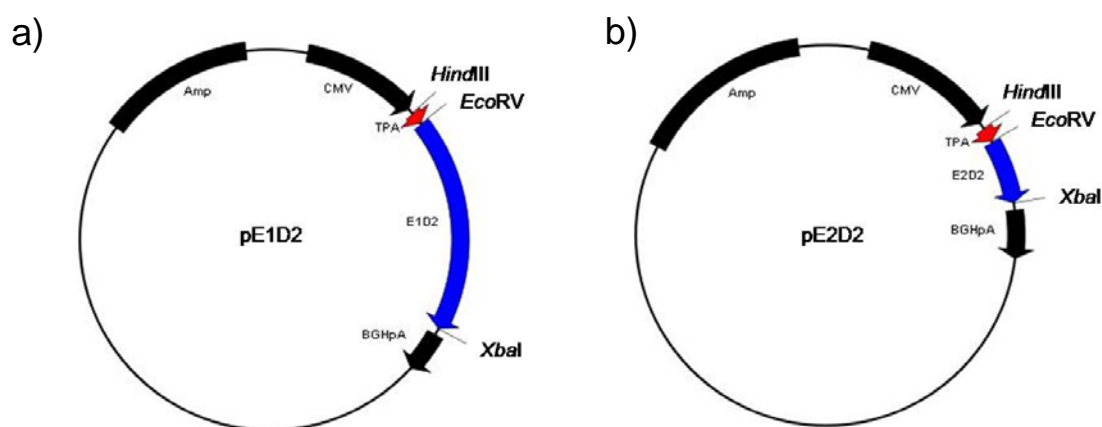 a)
Amp
CMV
HindIII
EcoRV
TPA
E1D2
pE1D2
BGHpA
XbaI
b)
Amp
CMV
HindIII
EcoRV
TPA
E2D2
XbaI
pE2D2
BGHpA